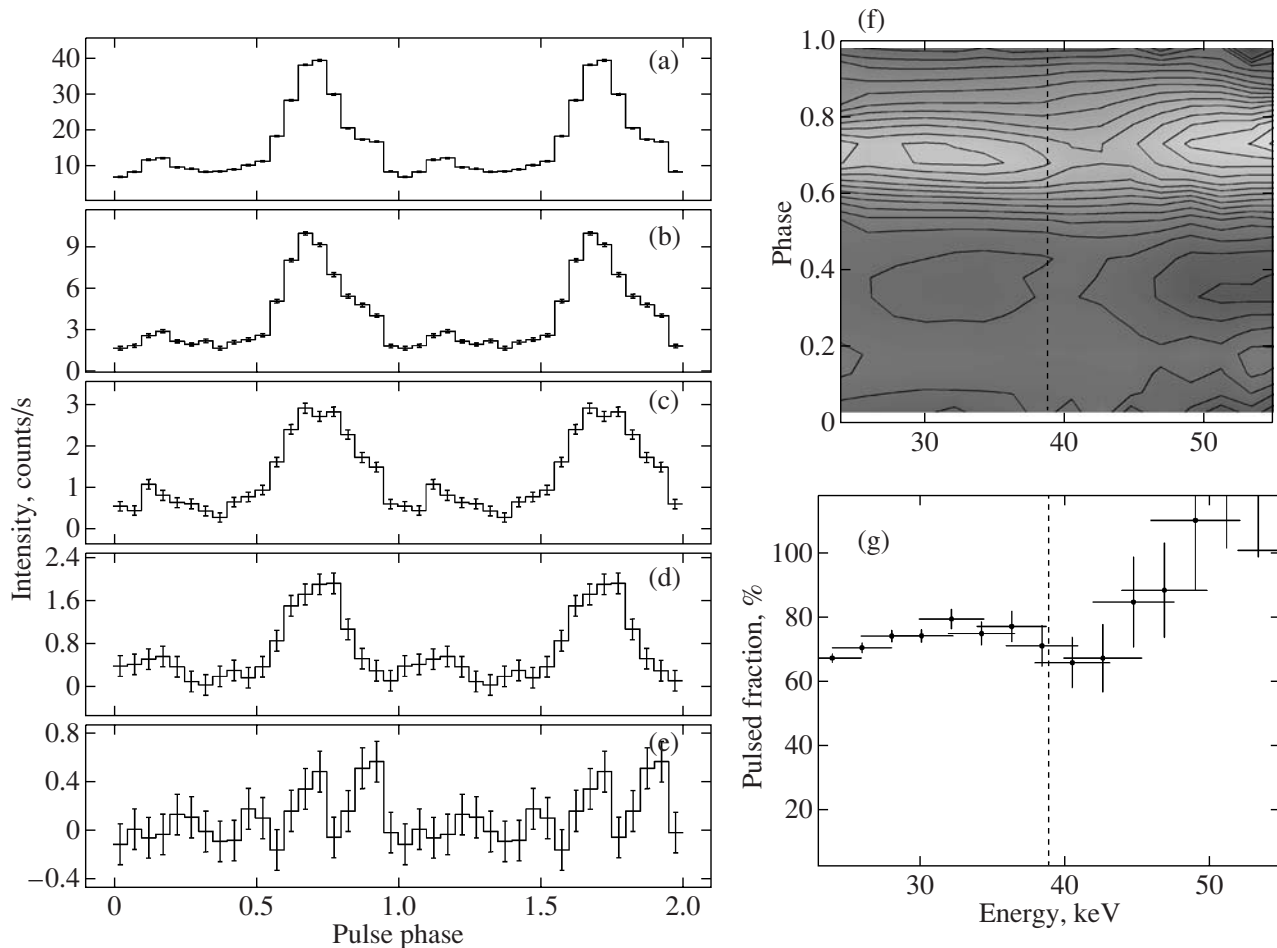 (a)
40
30
20
10
(b)
9
6
3
0
(c)
3
2
1
0
(d)
2.4
1.6
0.8
0
(e)
0.8
0.4
0
−0.4
0 0.5 1.0 1.5 2.0
Pulse phase
Intensity, counts/s
(f)
1.0
0.8
0.6
0.4
0.2
0
Phase
30 40 50
(g)
100
80
60
40
20
Pulsed fraction, %
30 40 50
Energy, keV